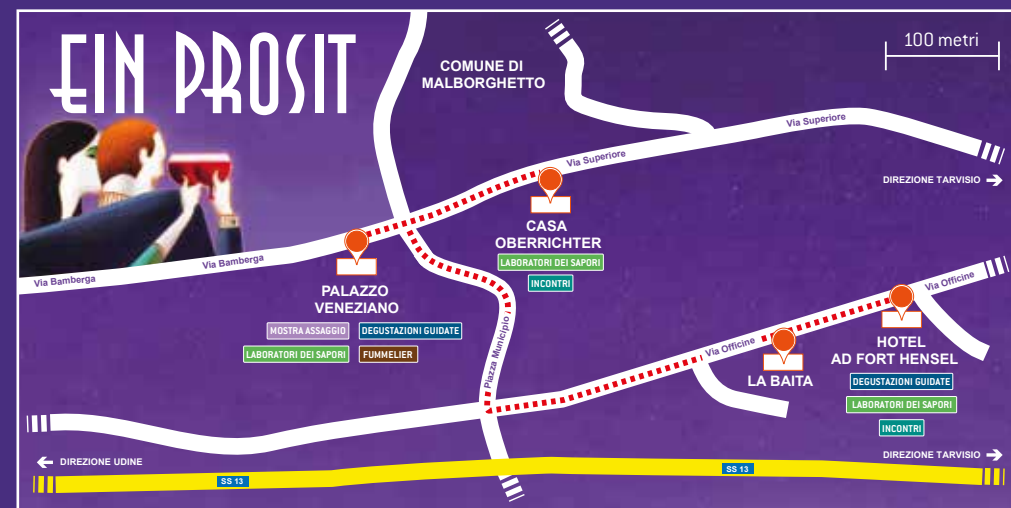 EIN PROSIT
100 metri
COMUNE DI
MALBORGHETTO
Via Superiore
Via Superiore
Via Superiore
DIREZIONE TARVISIO
CASA
OBERRICHTER
LABORATORI DEI SAPORI
INCONTRI
Via Bamberga
Via Bamberga
PALAZZO
VENEZIANO
MOSTRA ASSAGGIO
DEGUSTAZIONI GUIDATE
LABORATORI DEI SAPORI
FUMMELIER
Piazza Municipio
Via Officine
Via Officine
LA BAITA
HOTEL
AD FORT HENSEL
DEGUSTAZIONI GUIDATE
LABORATORI DEI SAPORI
INCONTRI
DIREZIONE UDINE
DIREZIONE TARVISIO
SS 13
SS 13